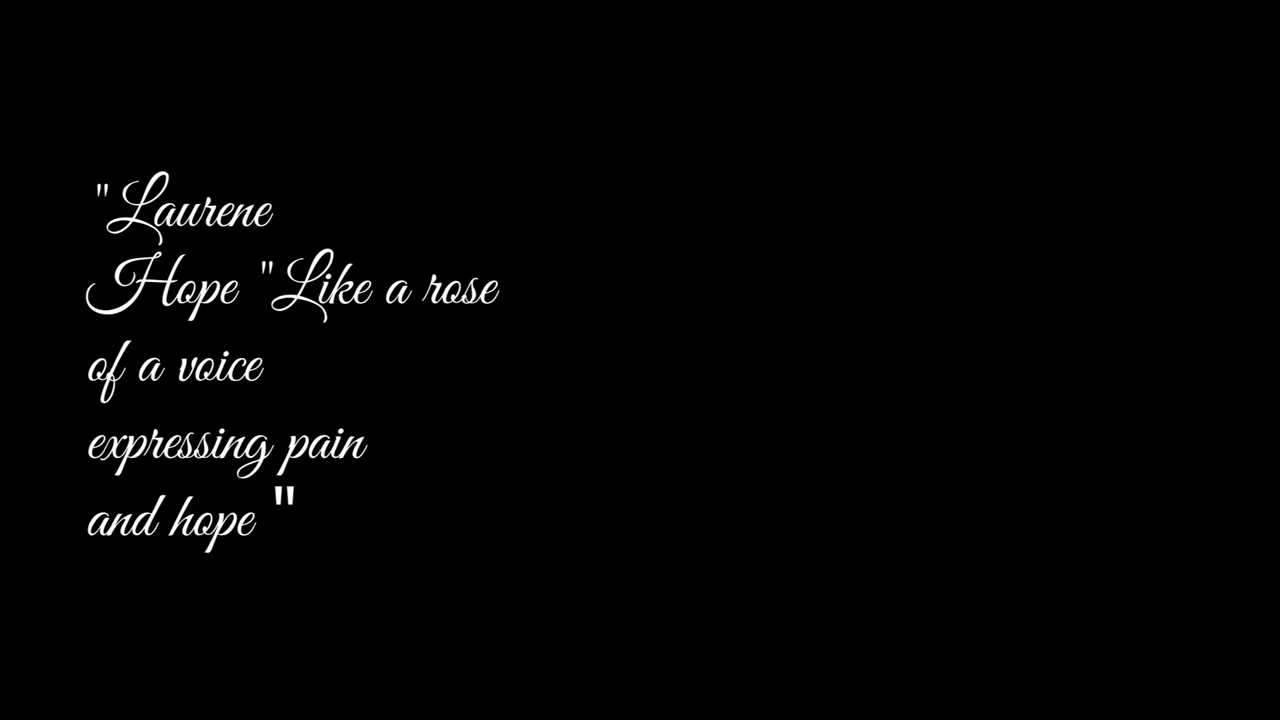 "Laurene
Hope "Like a rose
of a voice
expressing pain
and hope "